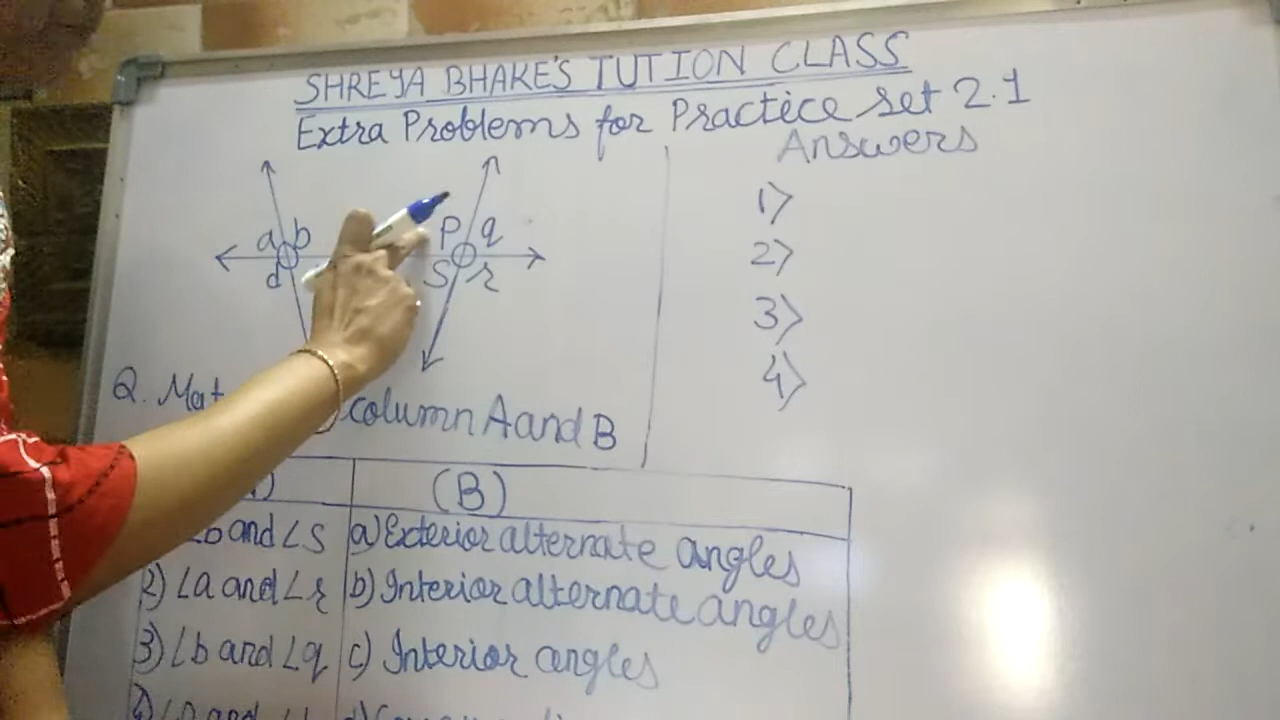 SHREYA BHAKE'S TUTION CLASS
Extra Problems for Practice set 2.1
Answers
1)
2)
3)
4)
a b
d
P q
S r
Q. column A and B
(B)
∠b and ∠S a) Exterior alternate angles
2) ∠a and ∠r b) Interior alternate angles
3) ∠b and ∠q c) Interior angles
4)